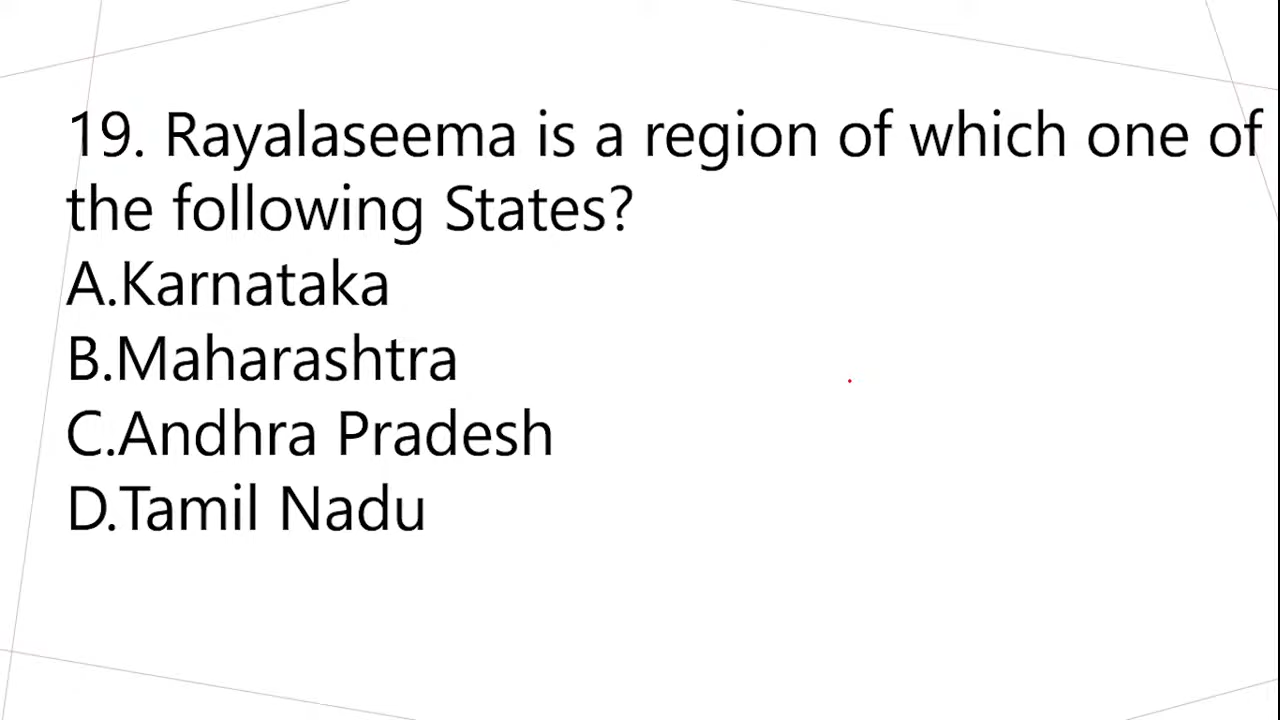 19. Rayalaseema is a region of which one of
the following States?
A.Karnataka
B.Maharashtra
C.Andhra Pradesh
D.Tamil Nadu